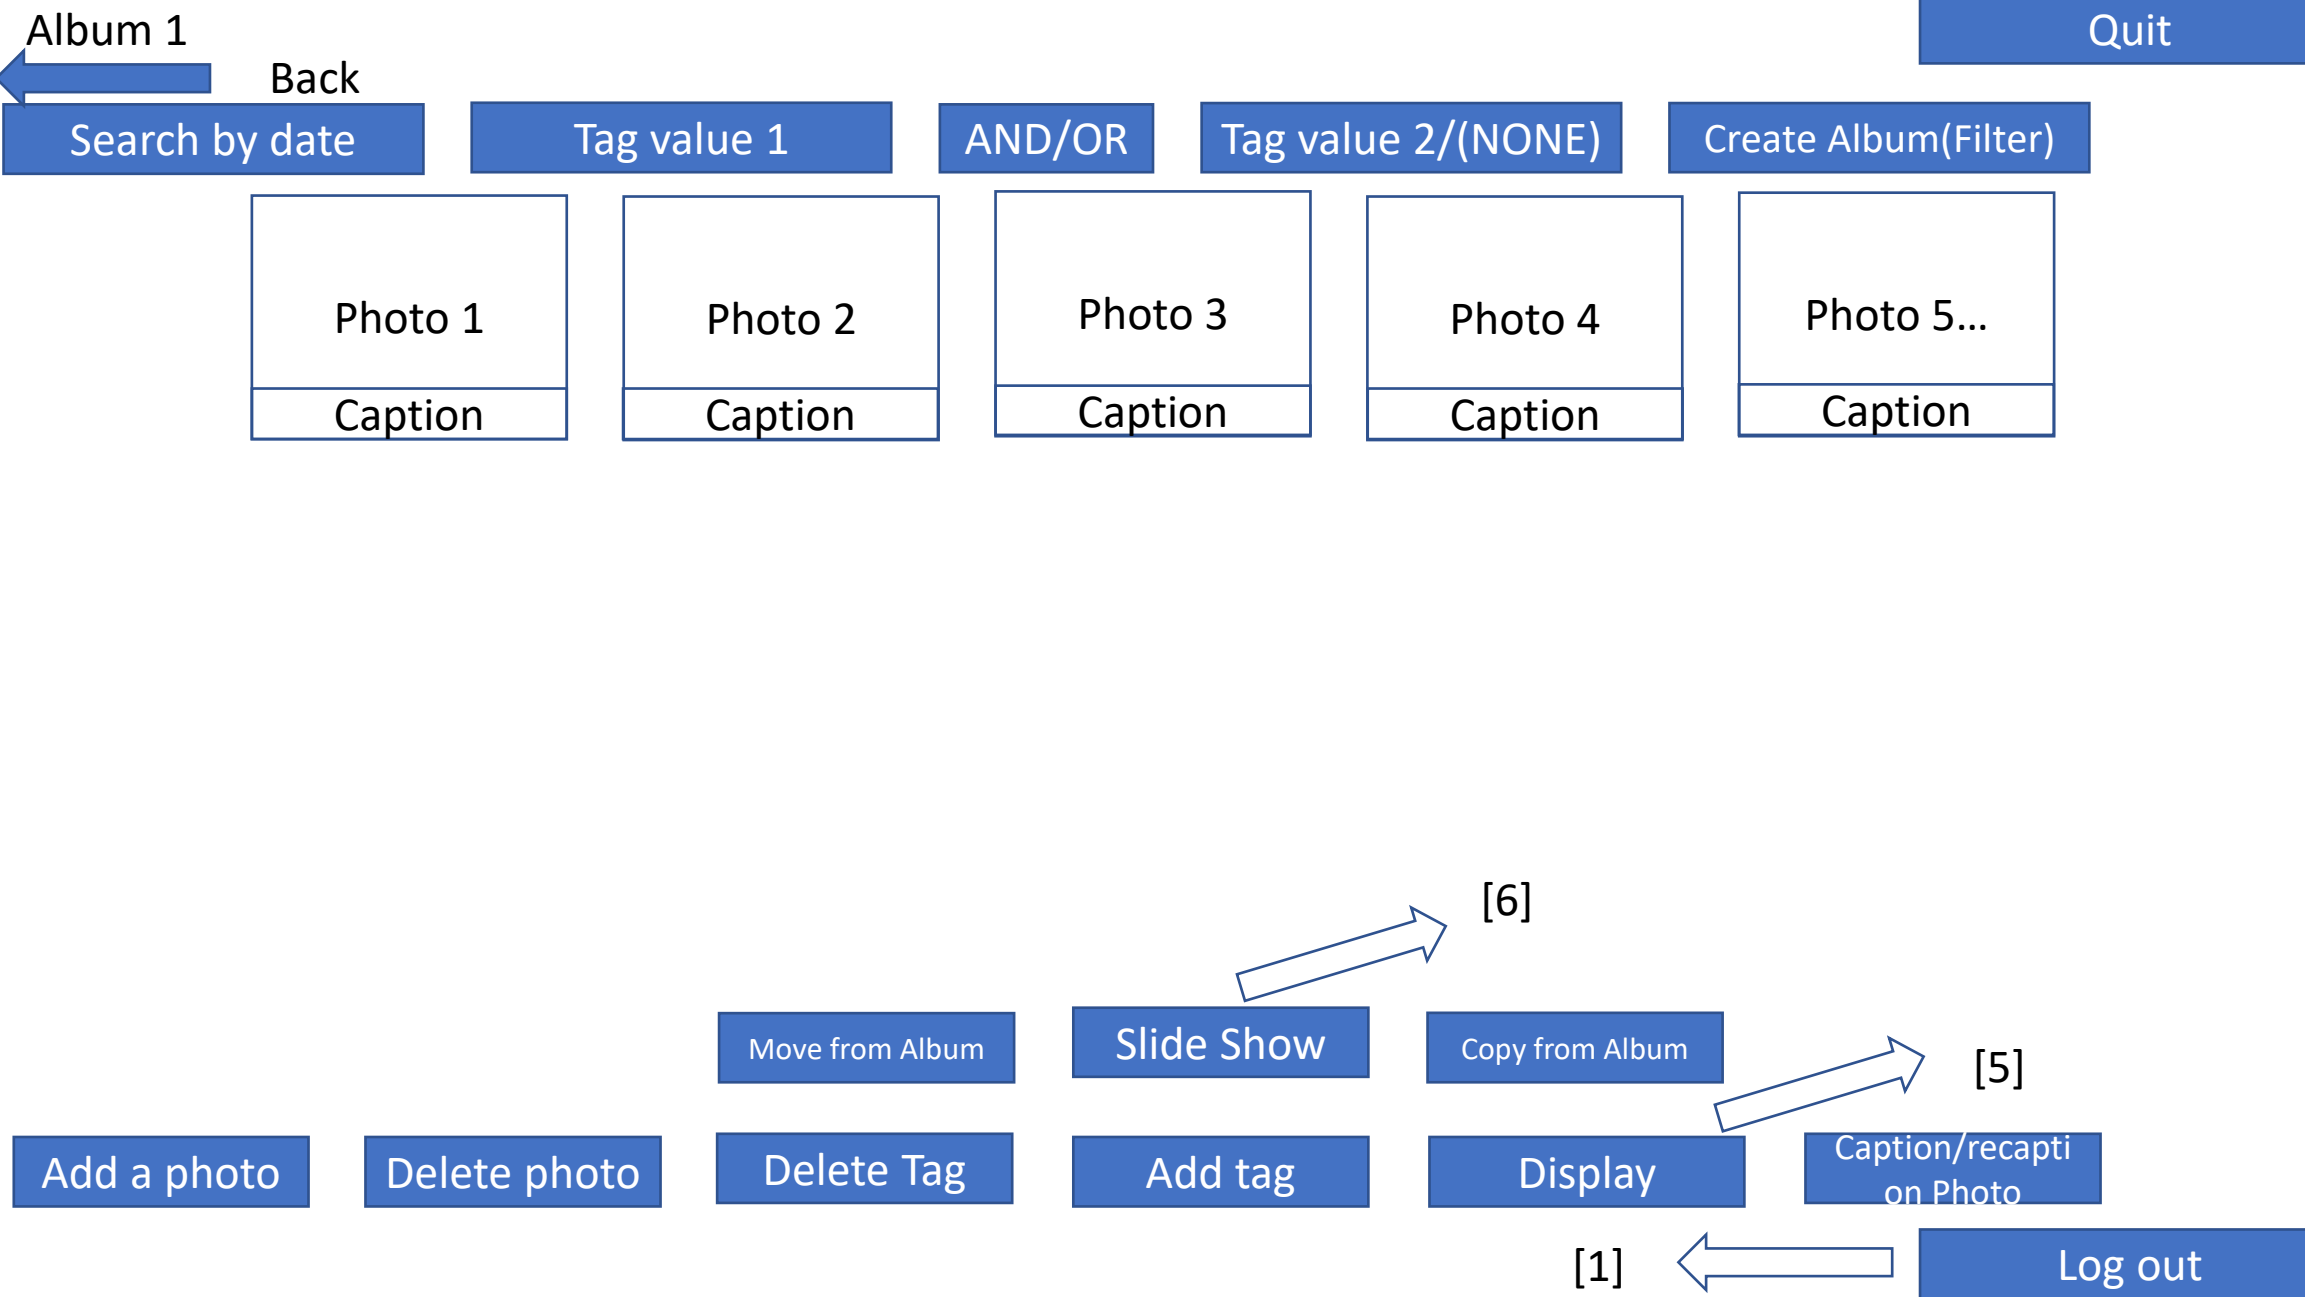 Album 1
Quit
Back
Search by date
Tag value 1
AND/OR
Tag value 2/(NONE)
Create Album(Filter)
Photo 1
Photo 2
Photo 3
Photo 4
Photo 5...
Caption
Caption
Caption
Caption
Caption
[6]
Move from Album
Slide Show
Copy from Album
[5]
Add a photo
Delete photo
Delete Tag
Add tag
Display
Caption/recapti
on Photo
[1]
Log out